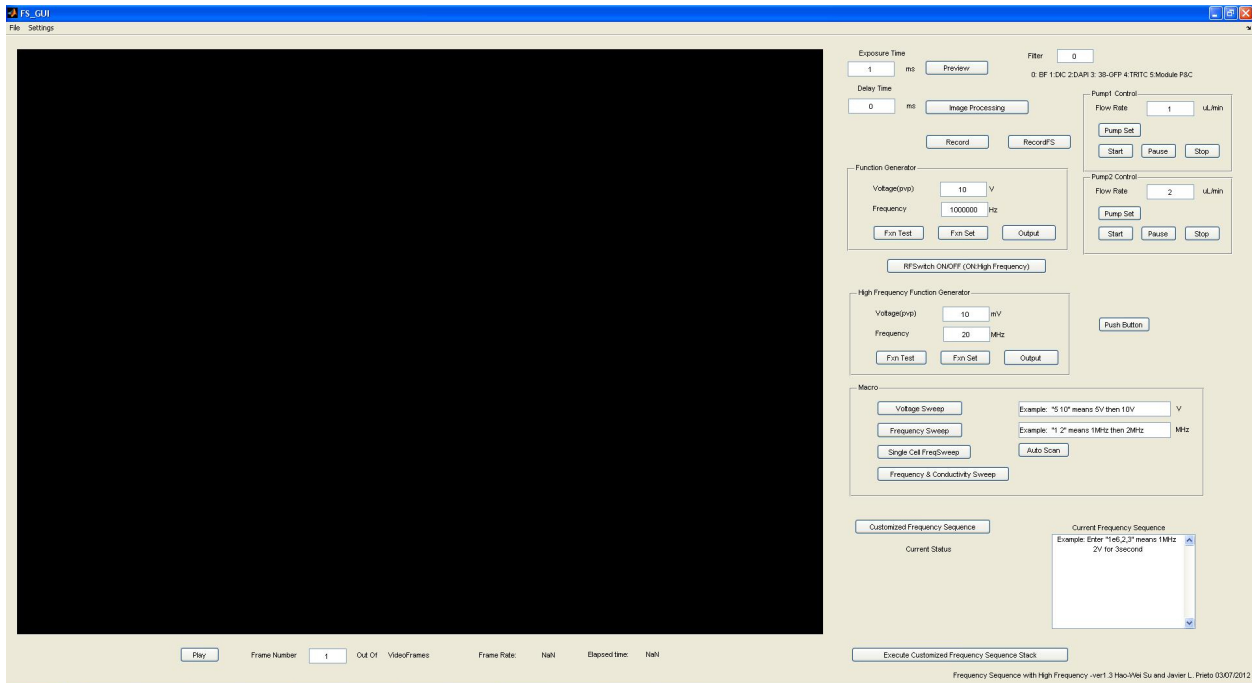 FS_GUI
File Settings
Exposure Time
1 ms Preview
Filter 0
0: BF 1:DIC 2:DAPI 3: 38-GFP 4:TRITC 5:Module P&C
Delay Time
0 ms Image Processing
Record RecordFS
Pump1 Control
Flow Rate 1 uL/min
Pump Set
Start Pause Stop
Pump2 Control
Flow Rate 2 uL/min
Pump Set
Start Pause Stop
Function Generator
Voltage(pvp) 10 V
Frequency 1000000 Hz
Fxn Test Fxn Set Output
RFSwitch ON/OFF (ON:High Frequency)
High Frequency Function Generator
Voltage(pvp) 10 mV
Frequency 20 MHz
Fxn Test Fxn Set Output
Push Button
Macro
Voltage Sweep Example: "5 10" means 5V then 10V V
Frequency Sweep Example: "1 2" means 1MHz then 2MHz MHz
Single Cell FreqSweep Auto Scan
Frequency & Conductivity Sweep
Customized Frequency Sequence
Current Status
Current Frequency Sequence
Example: Enter "1e6,2,3" means 1MHz
2V for 3second
Play Frame Number 1 Out Of VideoFrames Frame Rate: NaN Elapsed time: NaN
Execute Customized Frequency Sequence Stack
Frequency Sequence with High Frequency -ver1.3 Hao-Wei Su and Javier L. Prieto 03/07/2012